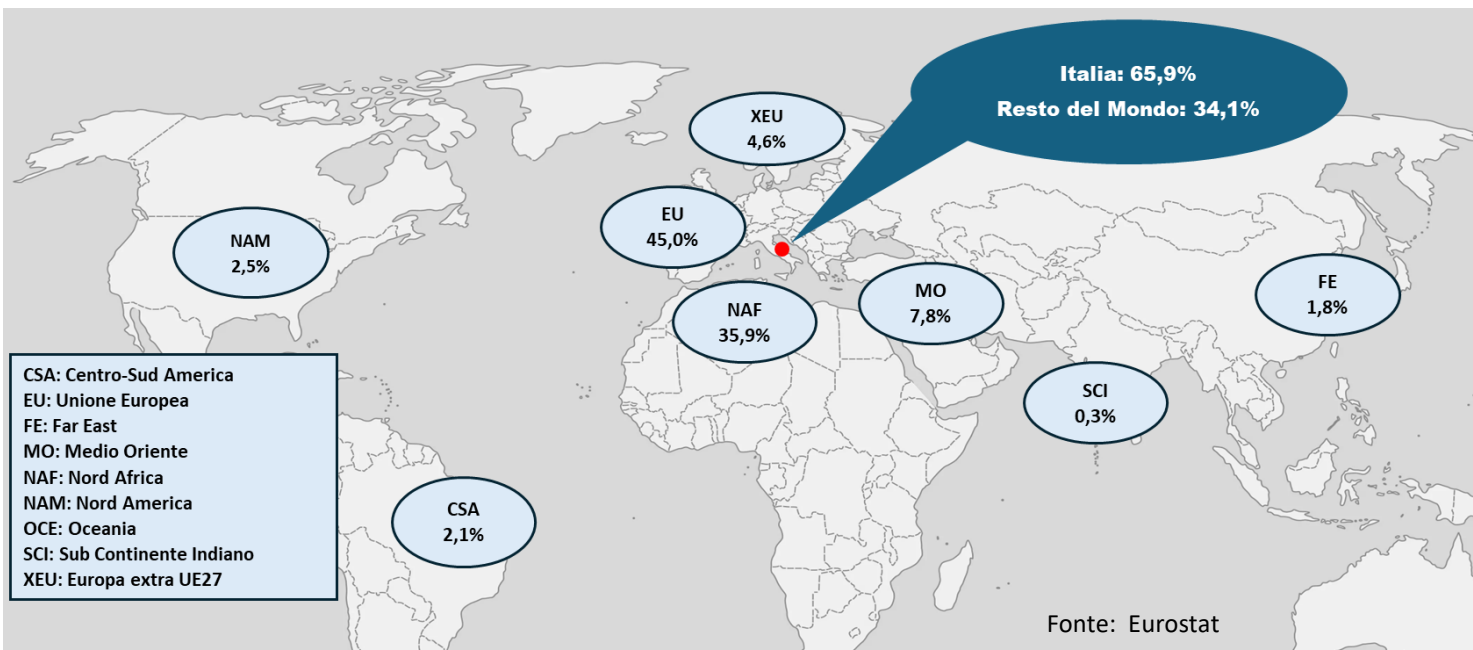 Italia: 65,9%
Resto del Mondo: 34,1%
XEU
4,6%
EU
45,0%
NAM
2,5%
NAF
35,9%
MO
7,8%
FE
1,8%
SCI
0,3%
CSA
2,1%
CSA: Centro-Sud America
EU: Unione Europea
FE: Far East
MO: Medio Oriente
NAF: Nord Africa
NAM: Nord America
OCE: Oceania
SCI: Sub Continente Indiano
XEU: Europa extra UE27
Fonte: Eurostat